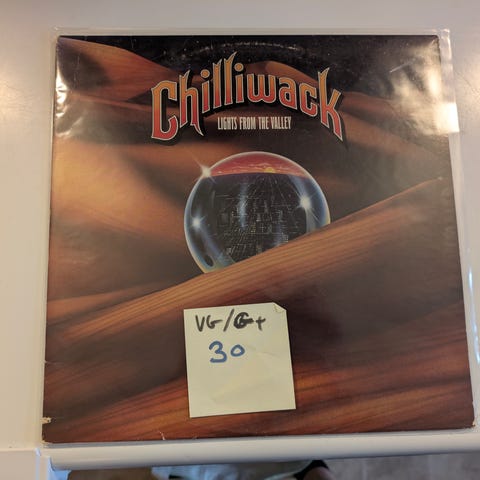 Chilliwack
LIGHTS FROM THE VALLEY
VG/G+
30